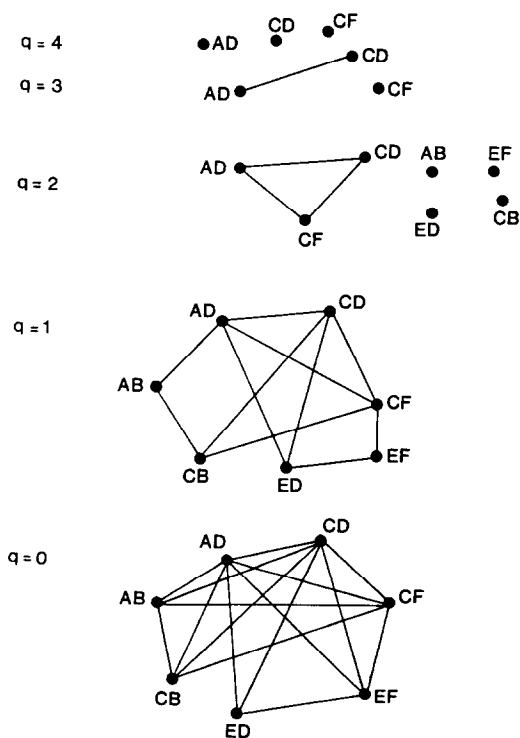 q = 4
AD
CD
CF
q = 3
AD
CD
CF
q = 2
AD
CD
CF
AB
EF
ED
CB
q = 1
AD
CD
AB
CF
CB
ED
EF
q = 0
AD
CD
AB
CF
CB
ED
EF